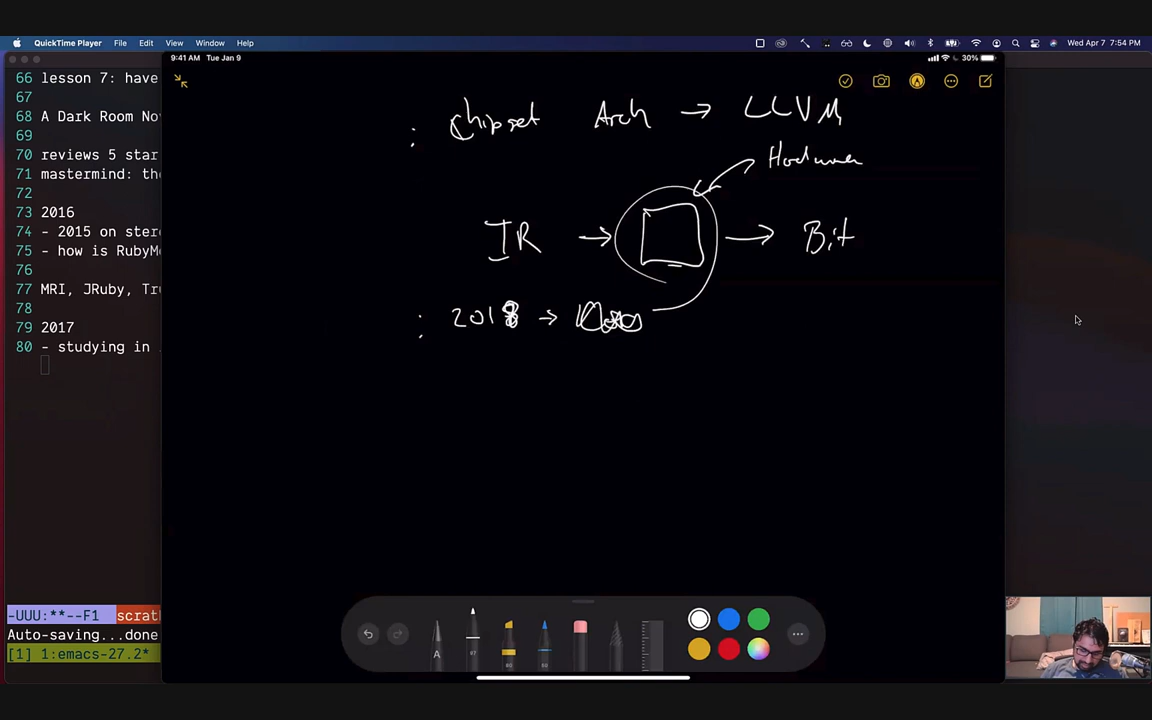 QuickTime Player File Edit View Window Help Wed Apr 7 7:54 PM
9:41 AM Tue Jan 9 30%
66 lesson 7: have
67
68 A Dark Room No
69
70 reviews 5 star
71 mastermind: th
72
73 2016
74 - 2015 on ster
75 - how is RubyM
76
77 MRI, JRuby, Tr
78
79 2017
80 - studying in
Chipset Arch → LLVM
Hardware
IR → → Bit
: 2018 →
A
97
80
50
-UUU:**--F1 scrat
Auto-saving...done
[1] 1:emacs-27.2*